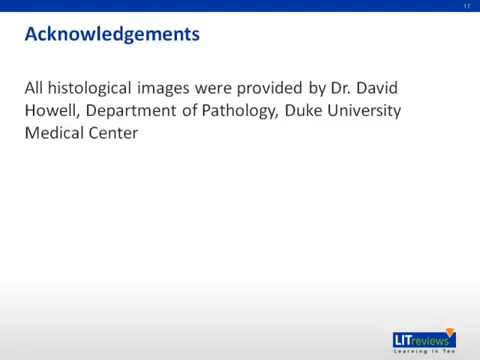 17
Acknowledgements
All histological images were provided by Dr. David
Howell, Department of Pathology, Duke University
Medical Center
LITreviews
Learning In Ten